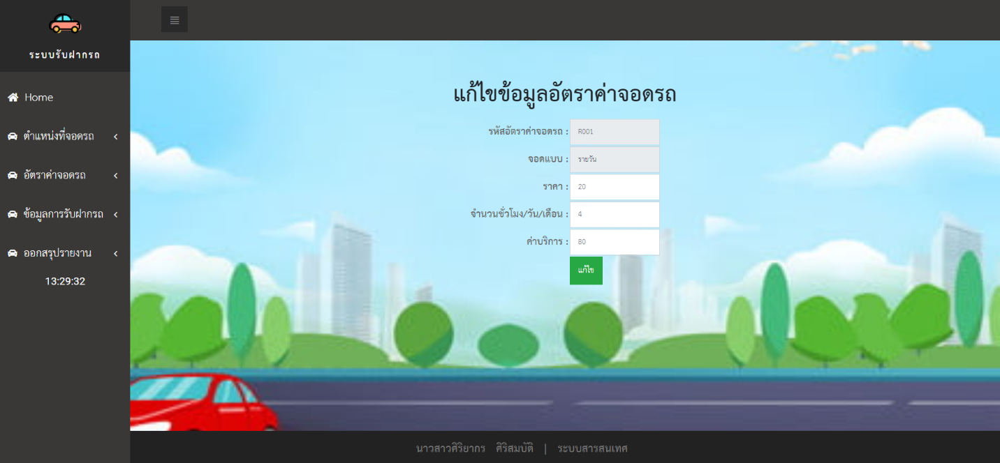 ระบบรับฝากรถ
Home
ตำแหน่งที่จอดรถ
อัตราค่าจอดรถ
ข้อมูลการรับฝากรถ
ออกสรุปรายงาน
13:29:32
แก้ไขข้อมูลอัตราค่าจอดรถ
รหัสอัตราค่าจอดรถ : R001
จอดแบบ : รายวัน
ราคา : 20
จำนวนชั่วโมง/วัน/เดือน : 4
ค่าบริการ : 80
แก้ไข
นาวสาวศิริยากร ศิริสมบัติ | ระบบสารสนเทศ